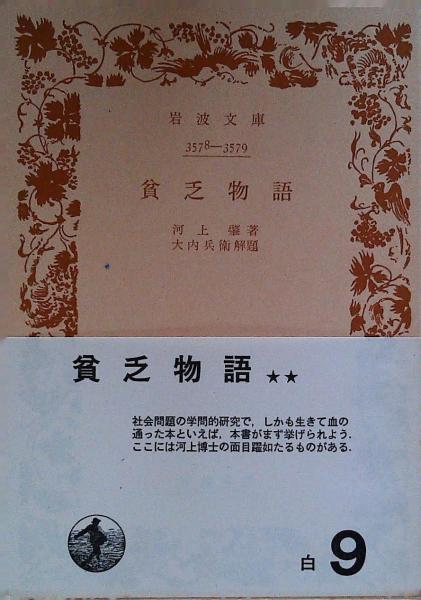 岩波文庫
3578—3579
貧乏物語
河上肇著
大内兵衛解題
貧乏物語 ★★
社会問題の学問的研究で，しかも生きて血の
通った本といえば，本書がまず挙げられよう．
ここには河上博士の面目躍如たるものがある．
白 9